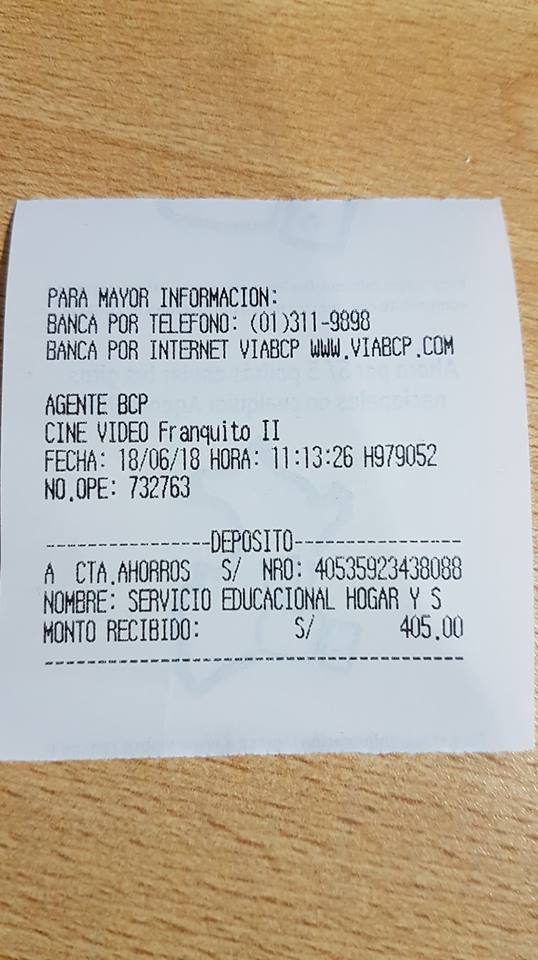 PARA MAYOR INFORMACION:
BANCA POR TELEFONO: (01)311-9898
BANCA POR INTERNET VIABCP WWW.VIABCP.COM
AGENTE BCP
CINE VIDEO Franquito II
FECHA: 18/06/18 HORA: 11:13:26 H979052
NO.OPE: 732763
----------------DEPOSITO----------------
A CTA.AHORROS S/ NRO: 40535923438088
NOMBRE: SERVICIO EDUCACIONAL HOGAR Y S
MONTO RECIBIDO: S/ 405.00
----------------------------------------